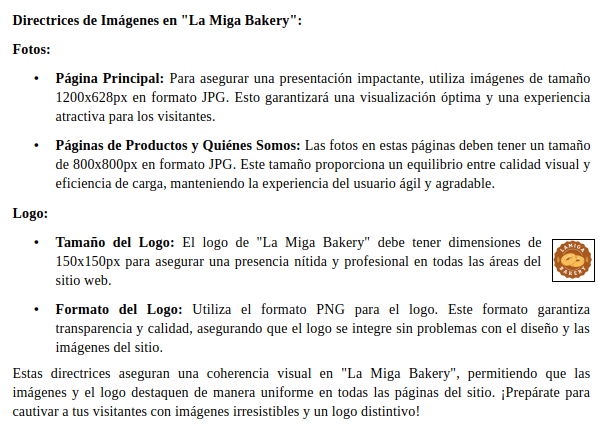 Directrices de Imágenes en "La Miga Bakery":
Fotos:
• Página Principal: Para asegurar una presentación impactante, utiliza imágenes de tamaño
1200x628px en formato JPG. Esto garantizará una visualización óptima y una experiencia
atractiva para los visitantes.
• Páginas de Productos y Quiénes Somos: Las fotos en estas páginas deben tener un tamaño
de 800x800px en formato JPG. Este tamaño proporciona un equilibrio entre calidad visual y
eficiencia de carga, manteniendo la experiencia del usuario ágil y agradable.
Logo:
• Tamaño del Logo: El logo de "La Miga Bakery" debe tener dimensiones de
150x150px para asegurar una presencia nítida y profesional en todas las áreas del
sitio web.
LAMIGA
BAKERY
• Formato del Logo: Utiliza el formato PNG para el logo. Este formato garantiza
transparencia y calidad, asegurando que el logo se integre sin problemas con el diseño y las
imágenes del sitio.
Estas directrices aseguran una coherencia visual en "La Miga Bakery", permitiendo que las
imágenes y el logo destaquen de manera uniforme en todas las páginas del sitio. ¡Prepárate para
cautivar a tus visitantes con imágenes irresistibles y un logo distintivo!